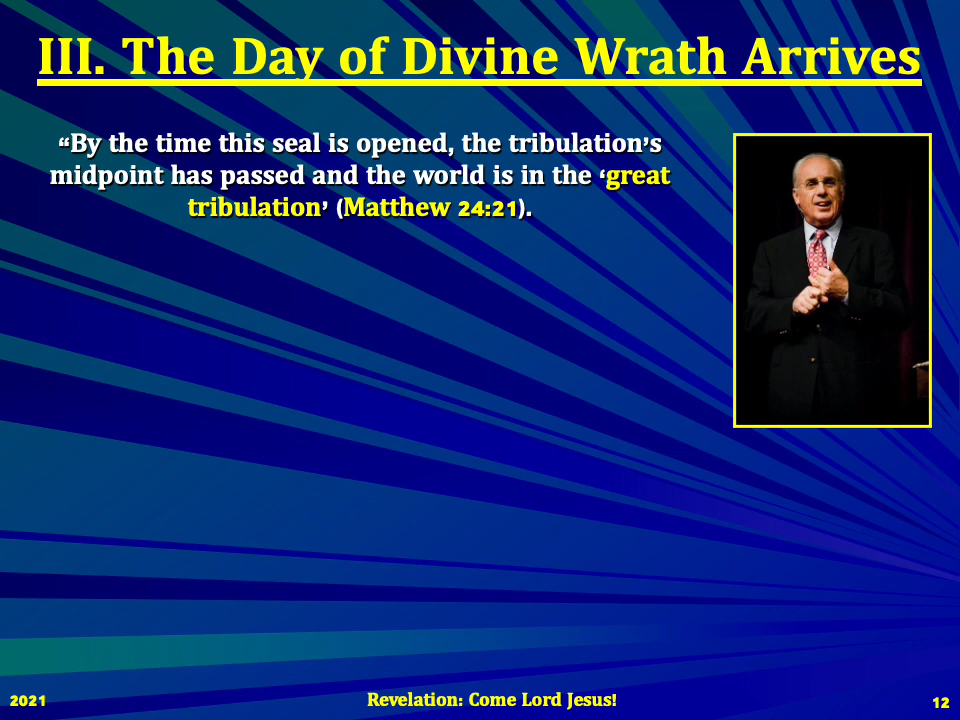 III. The Day of Divine Wrath Arrives
“By the time this seal is opened, the tribulation’s
midpoint has passed and the world is in the ‘great
tribulation’ (Matthew 24:21).
2021
Revelation: Come Lord Jesus!
12